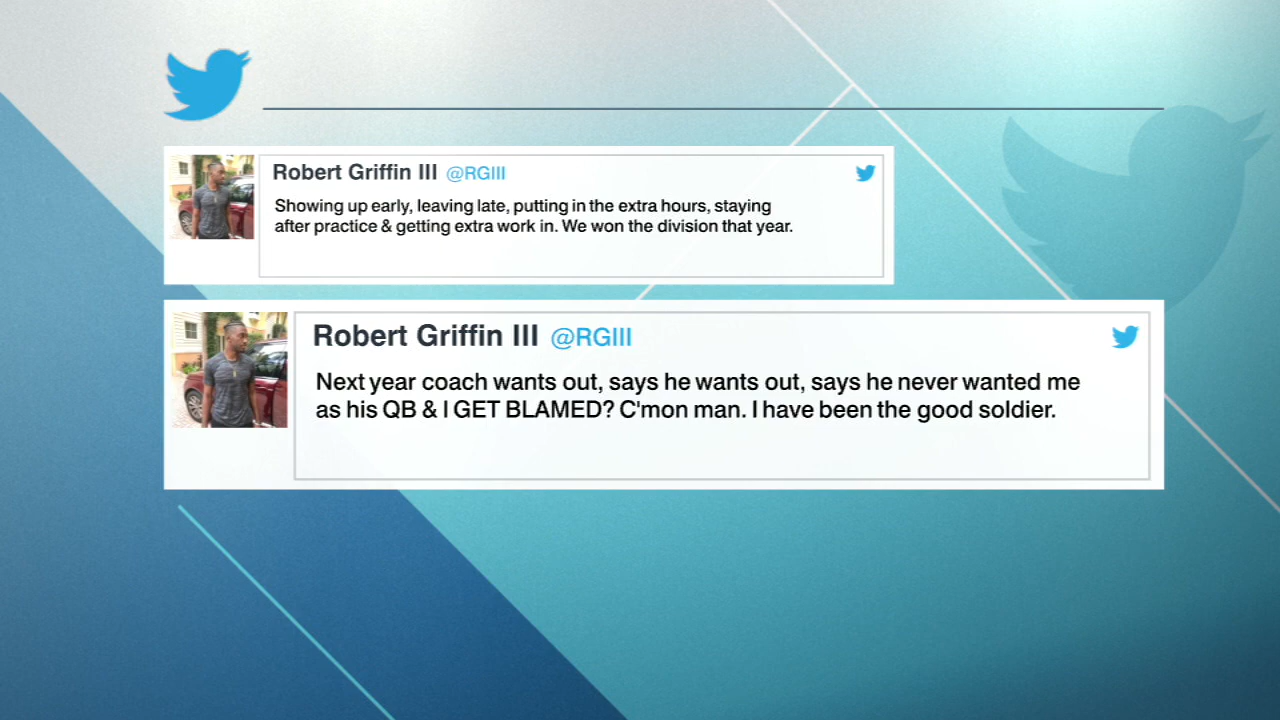 Robert Griffin III @RGIII
Showing up early, leaving late, putting in the extra hours, staying
after practice & getting extra work in. We won the division that year.
Robert Griffin III @RGIII
Next year coach wants out, says he wants out, says he never wanted me
as his QB & I GET BLAMED? C'mon man. I have been the good soldier.